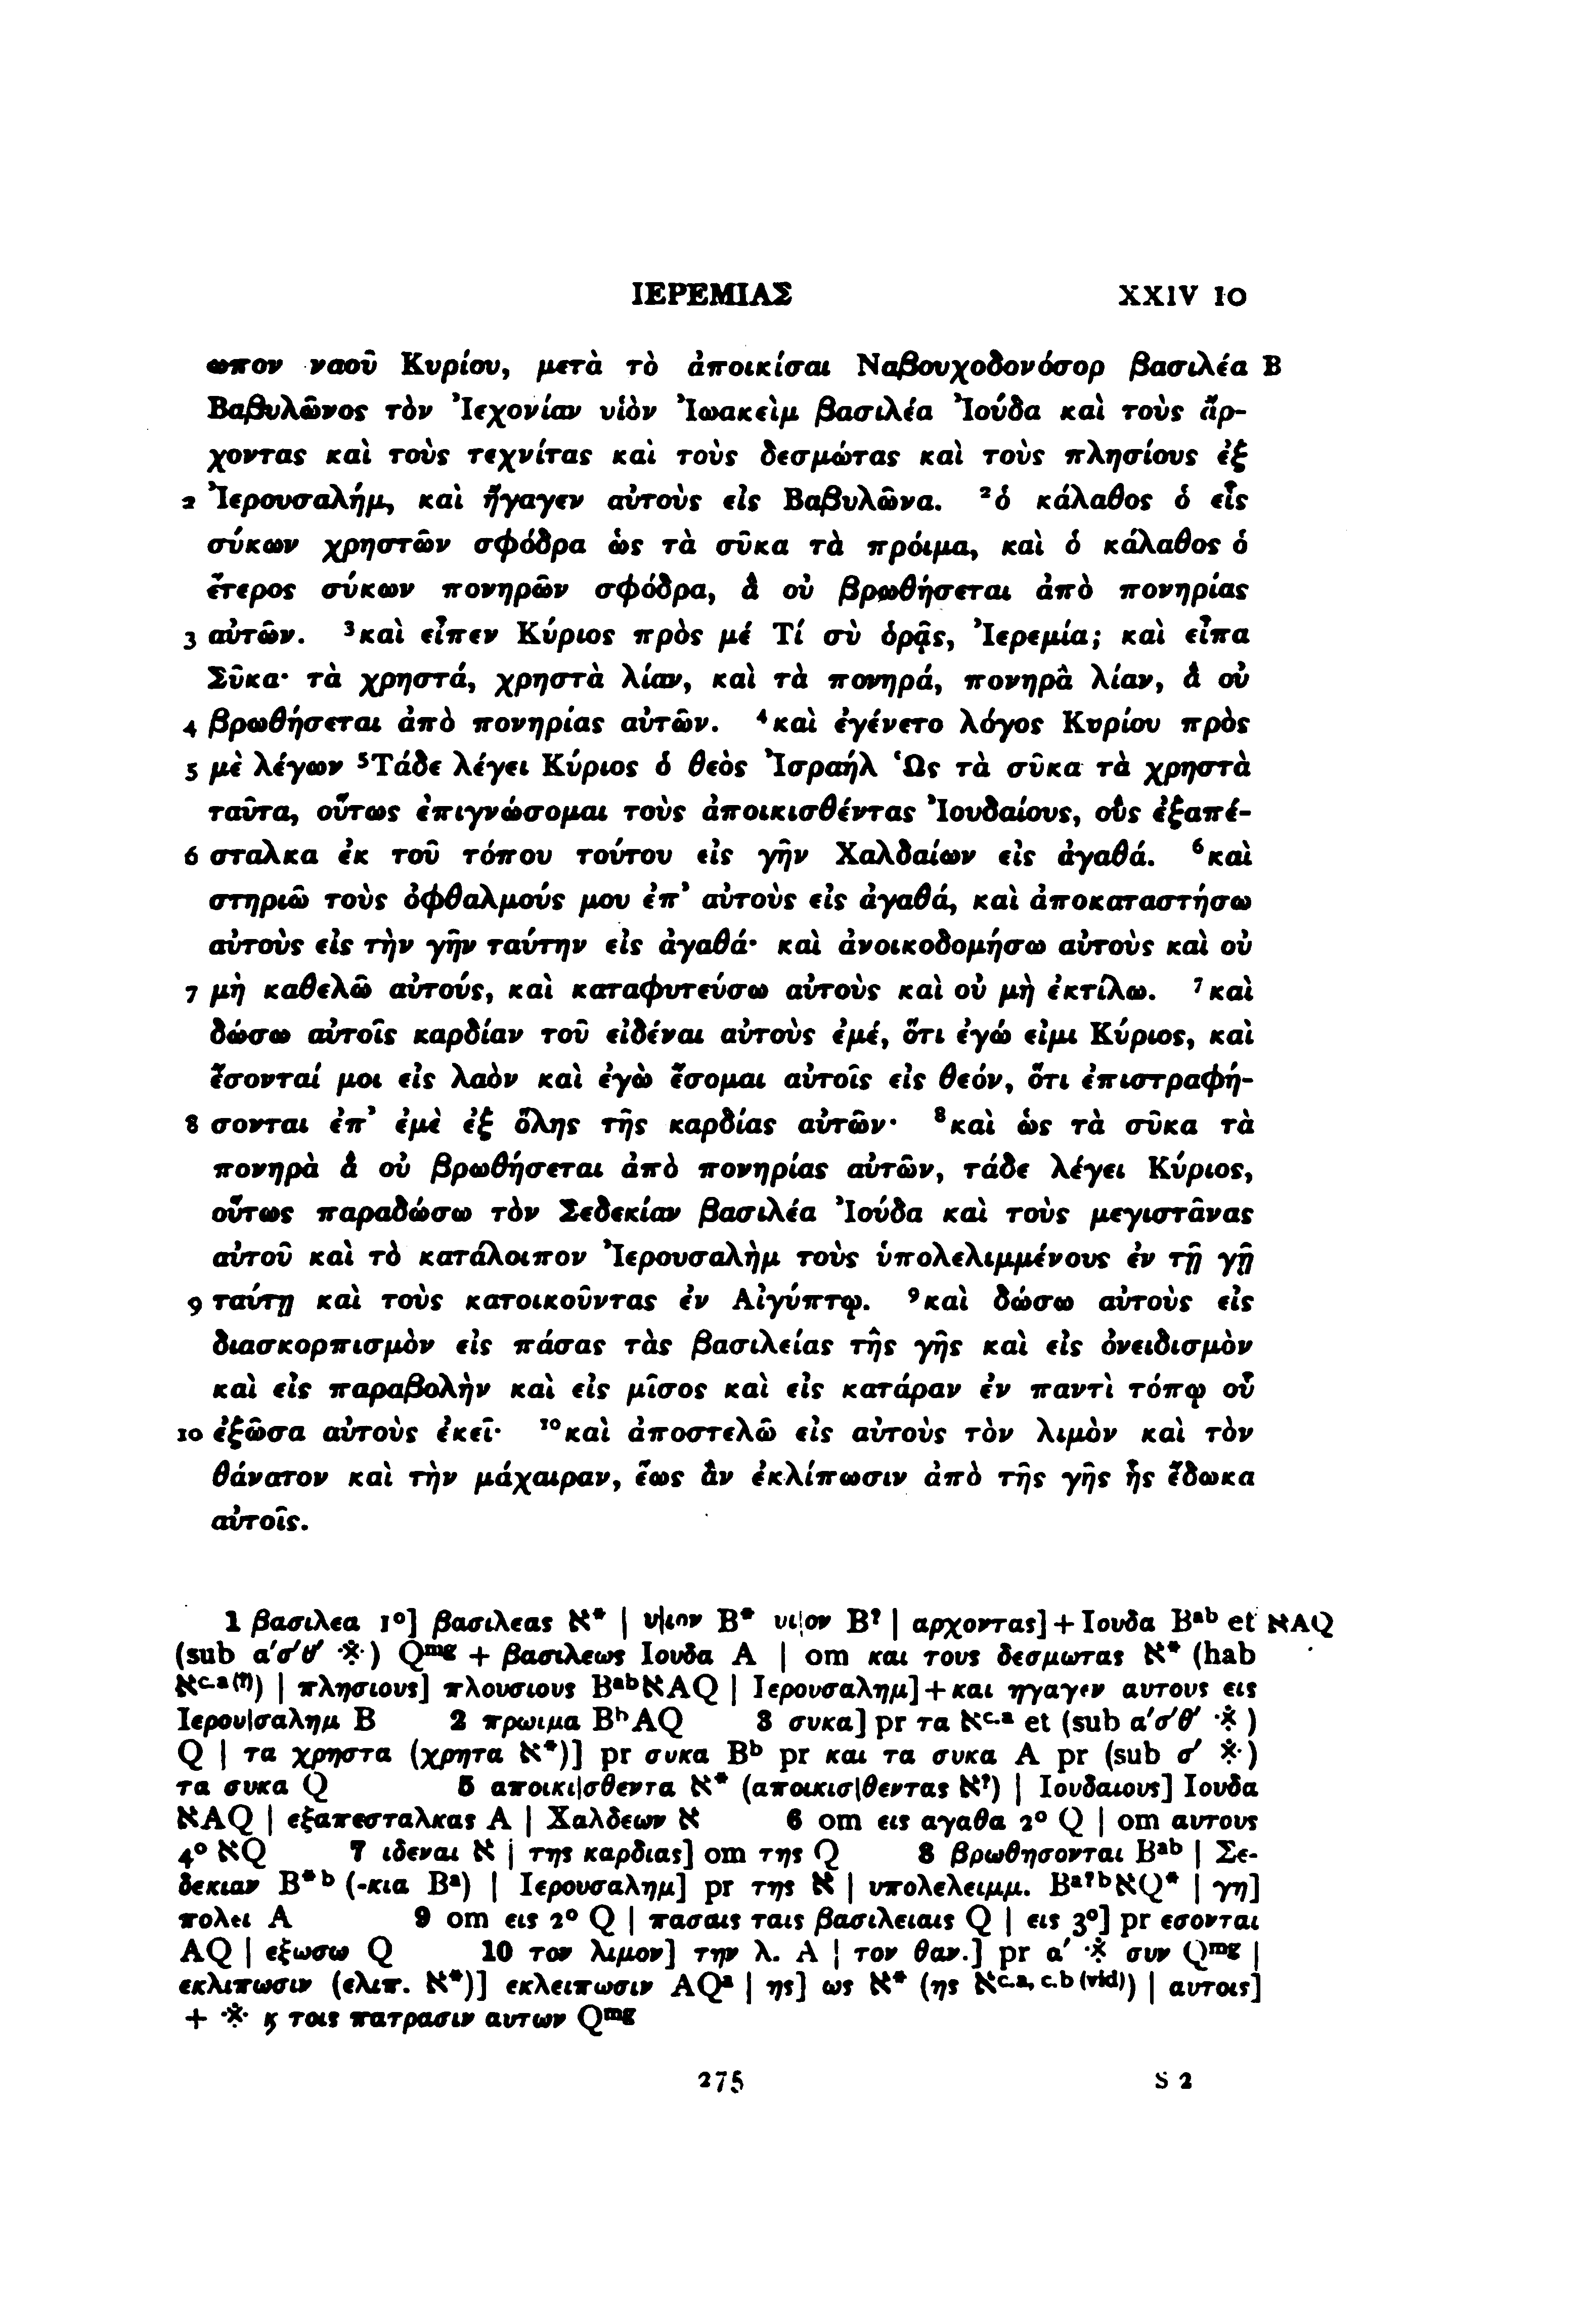 ΙΕΡΕΜΙΑΣ XXIV 10
ωπον ναοῦ Κυρίου, μετὰ τὸ ἀποικίσαι Ναβουχοδονόσορ βασιλέα B
Βαβυλῶνος τὸν Ἰεχονίαν υἱὸν Ἰωακεὶμ βασιλέα Ἰούδα καὶ τοὺς ἄρ-
χοντας καὶ τοὺς τεχνίτας καὶ τοὺς δεσμώτας καὶ τοὺς πλησίους ἐξ
2 Ἰερουσαλήμ, καὶ ἤγαγεν αὐτοὺς εἰς Βαβυλῶνα. ²ὁ κάλαθος ὁ εἷς
σύκων χρηστῶν σφόδρα ὡς τὰ σῦκα τὰ πρόιμα, καὶ ὁ κάλαθος ὁ
ἕτερος σύκων πονηρῶν σφόδρα, ἃ οὐ βρωθήσεται ἀπὸ πονηρίας
3 αὐτῶν. ³καὶ εἶπεν Κύριος πρὸς μέ Τί σὺ ὁρᾷς, Ἰερεμία; καὶ εἶπα
Σῦκα· τὰ χρηστά, χρηστὰ λίαν, καὶ τὰ πονηρά, πονηρὰ λίαν, ἃ οὐ
4 βρωθήσεται ἀπὸ πονηρίας αὐτῶν. ⁴καὶ ἐγένετο λόγος Κυρίου πρὸς
5 μὲ λέγων ⁵Τάδε λέγει Κύριος ὁ θεὸς Ἰσραήλ Ὡς τὰ σῦκα τὰ χρηστὰ
ταῦτα, οὕτως ἐπιγνώσομαι τοὺς ἀποικισθέντας Ἰουδαίους, οὓς ἐξαπέ-
6 σταλκα ἐκ τοῦ τόπου τούτου εἰς γῆν Χαλδαίων εἰς ἀγαθά. ⁶καὶ
στηριῶ τοὺς ὀφθαλμούς μου ἐπ᾽ αὐτοὺς εἰς ἀγαθά, καὶ ἀποκαταστήσω
αὐτοὺς εἰς τὴν γῆν ταύτην εἰς ἀγαθά· καὶ ἀνοικοδομήσω αὐτοὺς καὶ οὐ
7 μὴ καθελῶ αὐτούς, καὶ καταφυτεύσω αὐτοὺς καὶ οὐ μὴ ἐκτίλω. ⁷καὶ
δώσω αὐτοῖς καρδίαν τοῦ εἰδέναι αὐτοὺς ἐμέ, ὅτι ἐγώ εἰμι Κύριος, καὶ
ἔσονταί μοι εἰς λαὸν καὶ ἐγὼ ἔσομαι αὐτοῖς εἰς θεόν, ὅτι ἐπιστραφή-
8 σονται ἐπ᾽ ἐμὲ ἐξ ὅλης τῆς καρδίας αὐτῶν· ⁸καὶ ὡς τὰ σῦκα τὰ
πονηρὰ ἃ οὐ βρωθήσεται ἀπὸ πονηρίας αὐτῶν, τάδε λέγει Κύριος,
οὕτως παραδώσω τὸν Σεδεκίαν βασιλέα Ἰούδα καὶ τοὺς μεγιστᾶνας
αὐτοῦ καὶ τὸ κατάλοιπον Ἰερουσαλὴμ τοὺς ὑπολελιμμένους ἐν τῇ γῇ
9 ταύτῃ καὶ τοὺς κατοικοῦντας ἐν Αἰγύπτῳ. ⁹καὶ δώσω αὐτοὺς εἰς
διασκορπισμὸν εἰς πάσας τὰς βασιλείας τῆς γῆς καὶ εἰς ὀνειδισμὸν
καὶ εἰς παραβολὴν καὶ εἰς μῖσος καὶ εἰς κατάραν ἐν παντὶ τόπῳ οὗ
10 ἐξῶσα αὐτοὺς ἐκεῖ· ¹⁰καὶ ἀποστελῶ εἰς αὐτοὺς τὸν λιμὸν καὶ τὸν
θάνατον καὶ τὴν μάχαιραν, ἕως ἂν ἐκλίπωσιν ἀπὸ τῆς γῆς ἧς ἔδωκα
αὐτοῖς.
1 βασιλεα 1°] βασιλεας ℵ* | υ|ιον B* υι|ον B? | αρχοντας] + Ιουδα Bab et ℵAQ
(sub α′σ′θ′ ※) Qmg + βασιλεως Ιουδα A | om και τους δεσμωτας ℵ* (hab
ℵc.a(?)) | πλησιους] πλουσιους BabℵAQ | Ιερουσαλημ] + και ηγαγεν αυτους εις
Ιερου|σαλημ B 2 πρωιμα BbAQ 3 συκα] pr τα ℵc.a et (sub α′σ′θ′ ※)
Q | τα χρηστα (χρητα ℵ*)] pr συκα Bb pr και τα συκα A pr (sub σ′ ※)
τα συκα Q 5 αποικι|σθεντα ℵ* (αποικισ|θεντας ℵ?) | Ιουδαιους] Ιουδα
ℵAQ | εξαπεσταλκας A | Χαλδεων ℵ 6 om εις αγαθα 2° Q | om αυτους
4° ℵQ 7 ιδεναι ℵ | της καρδιας] om της Q 8 βρωθησονται Bab | Σε-
δεκιαν B*b (-κια Ba) | Ιερουσαλημ] pr της ℵ | υπολελειμμ. Ba?bℵQ* | γη]
πολει A 9 om εις 2° Q | πασαις ταις βασιλειαις Q | εις 3°] pr εσονται
AQ | εξωσω Q 10 τον λιμον] την λ. A | τον θαν.] pr α′ ※ συν Qmg |
εκλιπωσιν (ελιπ. ℵ*)] εκλειπωσιν AQa | ης] ως ℵ* (ης ℵc.a, c.b (vid)) | αυτοις]
+ ※ ϗ τοις πατρασιν αυτων Qmg
275 S 2